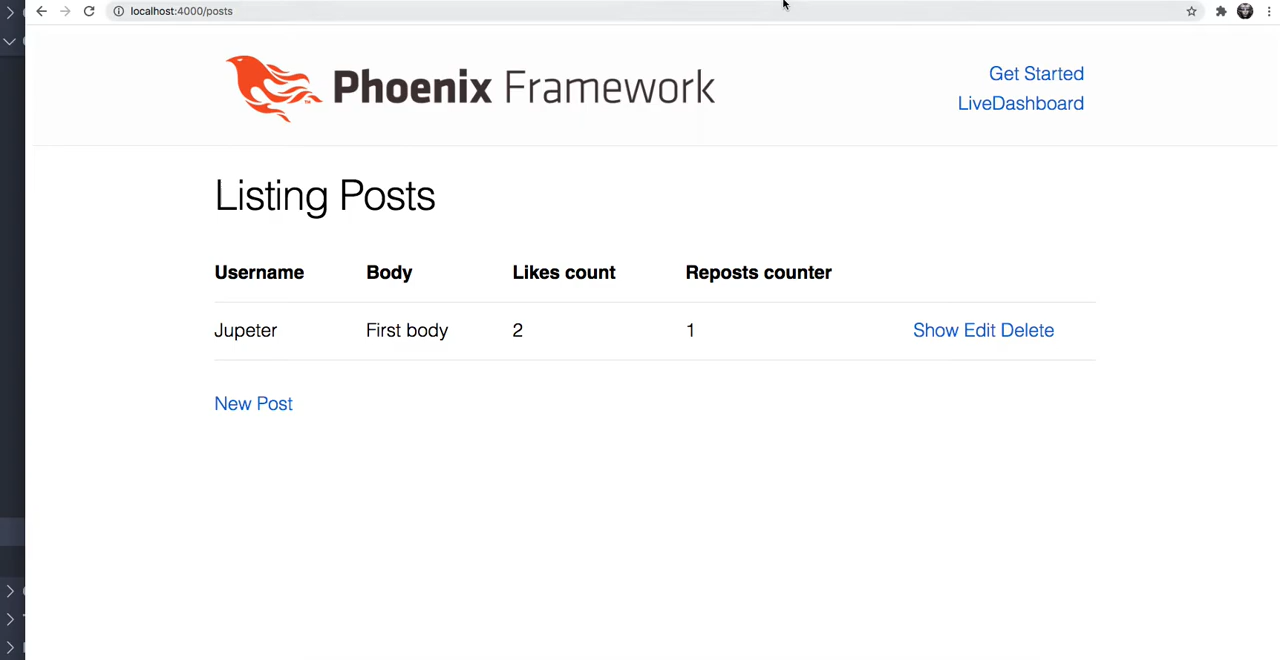 localhost:4000/posts
Phoenix Framework
Get Started
LiveDashboard
Listing Posts
Username Body Likes count Reposts counter
Jupeter First body 2 1 Show Edit Delete
New Post